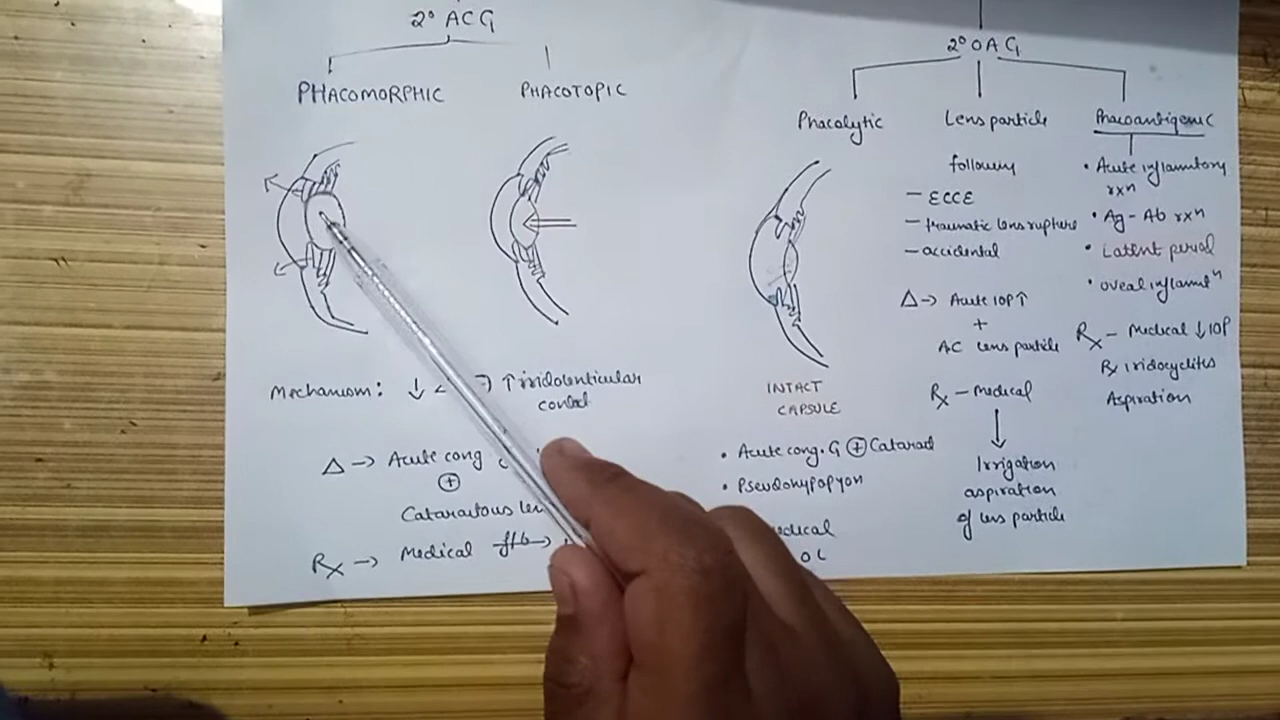 2° ACG
PHACOMORPHIC
PHACOTOPIC
Mechanism: ↓ ∠ ↑ iridolenticular
contact
Δ → Acute cong
⊕
Cataractous
Rx → Medical f/b →
2° OAG
Phacolytic
INTACT
CAPSULE
• Acute cong. G ⊕ Cataract
• Pseudohypopyon
OL
Lens particle
following
- ECCE
- traumatic lens rupture
- accidental
Δ → Acute IOP ↑
+
AC lens particle
Rx - Medical
↓
Irrigation
aspiration
of lens particle
Phacoantigenic
• Acute inflammatory
rxn
• Ag - Ab rxn
• Latent period
• uveal inflammⁿ
Rx - Medical ↓ IOP
Rx iridocyclitis
Aspiration